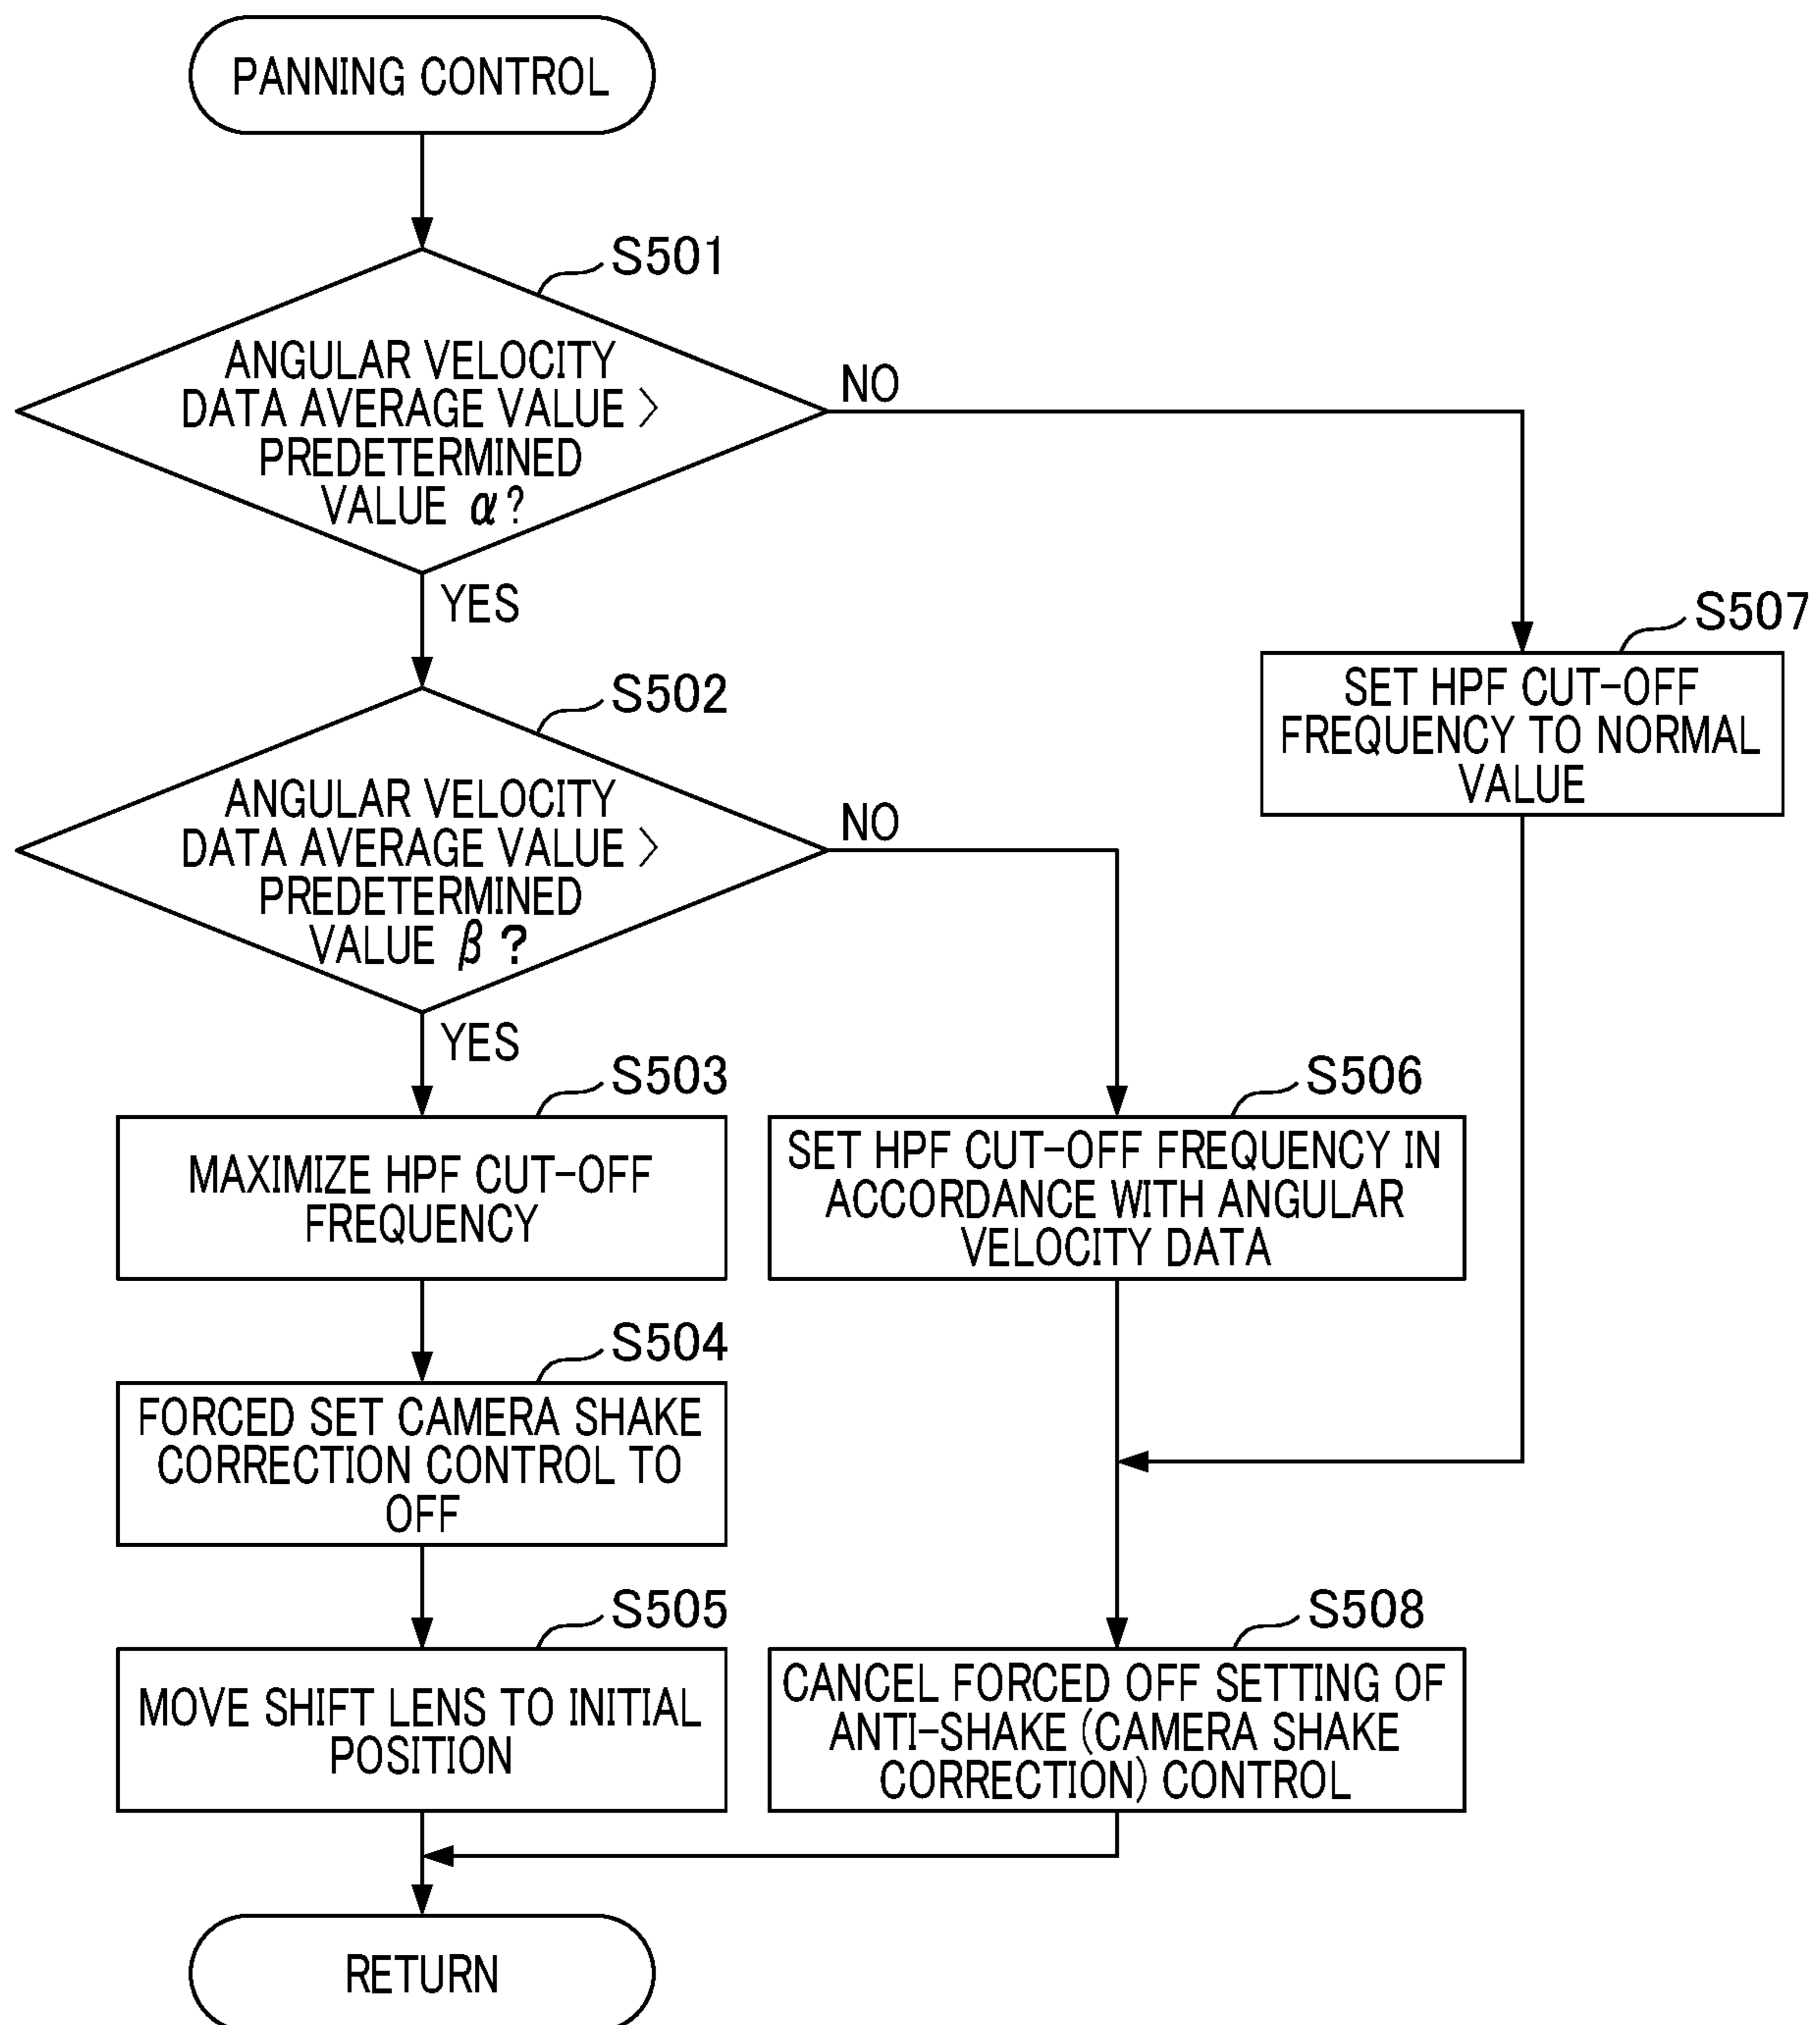 PANNING CONTROL
S501
ANGULAR VELOCITY
DATA AVERAGE VALUE >
PREDETERMINED
VALUE α?
NO
YES
S507
SET HPF CUT-OFF
FREQUENCY TO NORMAL
VALUE
S502
ANGULAR VELOCITY
DATA AVERAGE VALUE >
PREDETERMINED
VALUE β?
NO
YES
S503
MAXIMIZE HPF CUT-OFF
FREQUENCY
S506
SET HPF CUT-OFF FREQUENCY IN
ACCORDANCE WITH ANGULAR
VELOCITY DATA
S504
FORCED SET CAMERA SHAKE
CORRECTION CONTROL TO
OFF
S505
MOVE SHIFT LENS TO INITIAL
POSITION
S508
CANCEL FORCED OFF SETTING OF
ANTI-SHAKE (CAMERA SHAKE
CORRECTION) CONTROL
RETURN